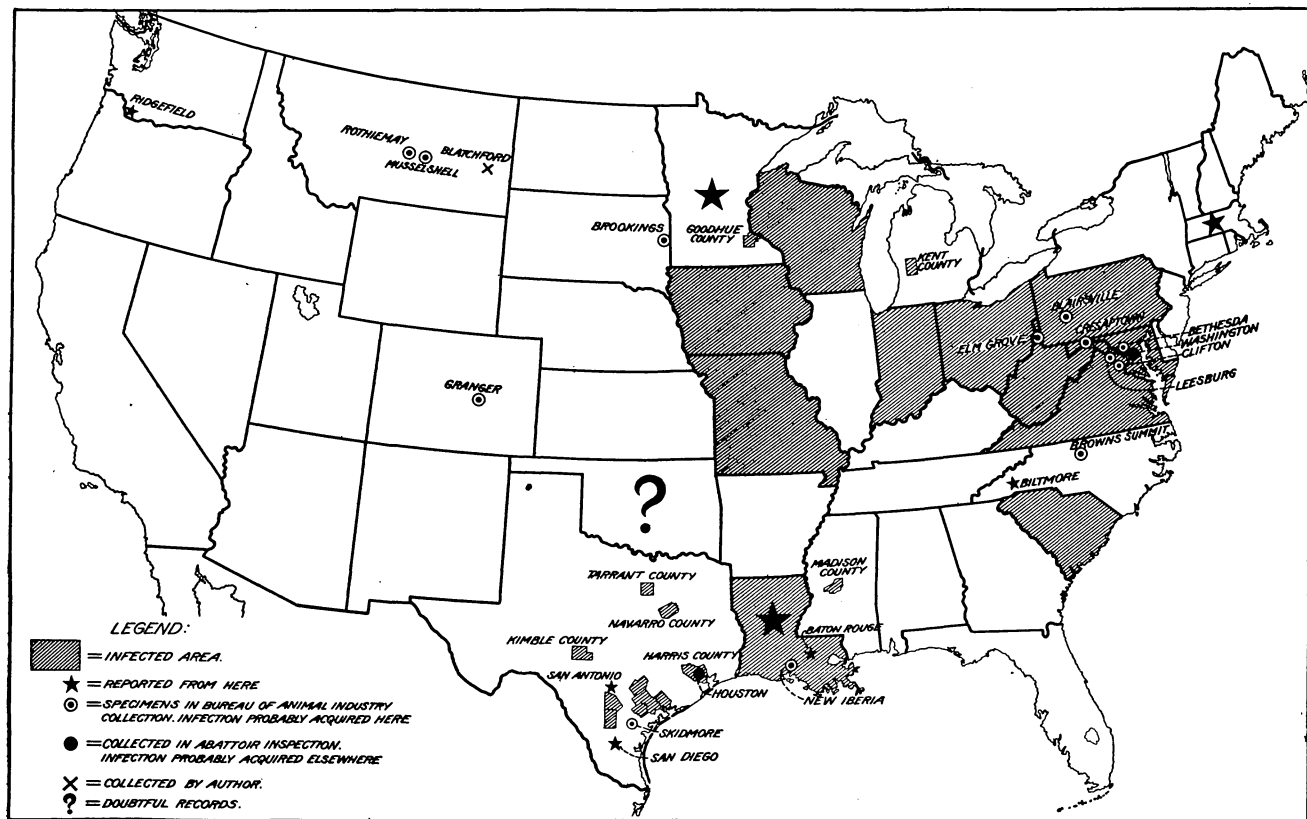 RIDGEFIELD
ROTHIEMAY
BLATCHFORD
MUSSELSHELL
BROOKINGS
GOODHUE
COUNTY
KENT
COUNTY
BLAIRSVILLE
CRESAPTOWN
ELM GROVE
BETHESDA
WASHINGTON
CLIFTON
LEESBURG
GRANGER
BROWNS SUMMIT
BILTMORE
?
TARRANT COUNTY
MADISON
COUNTY
NAVARRO COUNTY
KIMBLE COUNTY
HARRIS COUNTY
BATON ROUGE
SAN ANTONIO
HOUSTON
NEW IBERIA
SKIDMORE
SAN DIEGO
LEGEND:
= INFECTED AREA.
= REPORTED FROM HERE
= SPECIMENS IN BUREAU OF ANIMAL INDUSTRY
COLLECTION. INFECTION PROBABLY ACQUIRED HERE
= COLLECTED IN ABATTOIR INSPECTION.
INFECTION PROBABLY ACQUIRED ELSEWHERE
X = COLLECTED BY AUTHOR.
? = DOUBTFUL RECORDS.